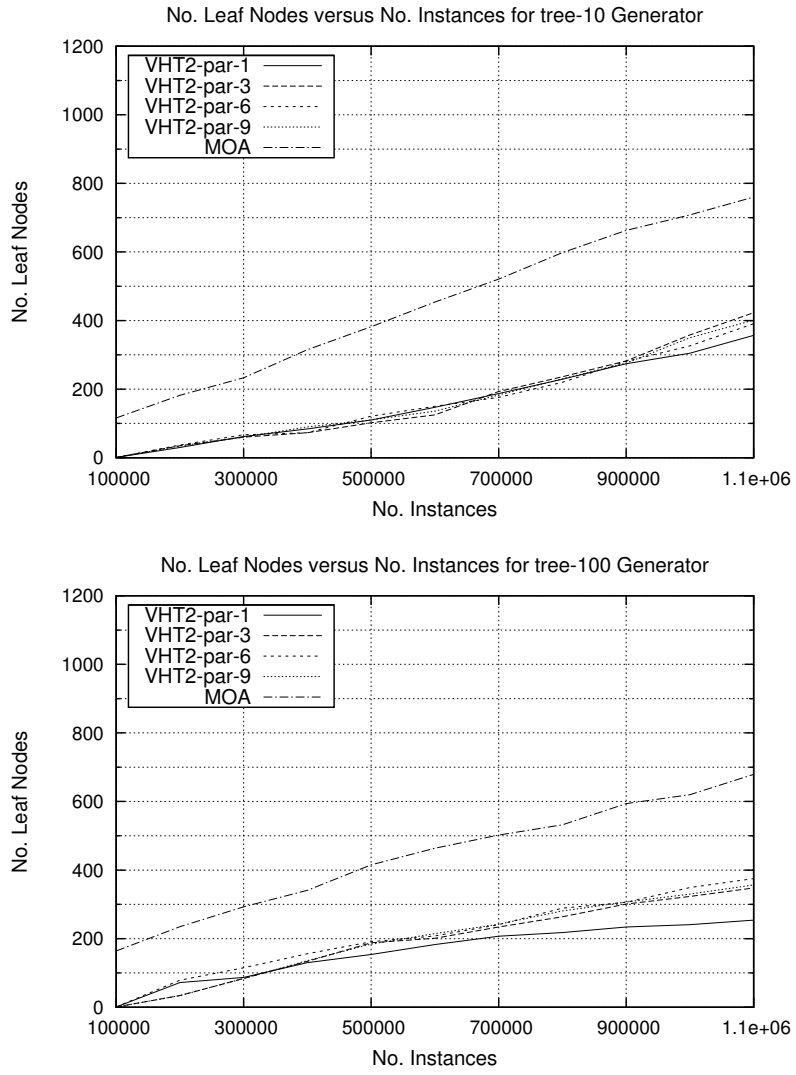 No. Leaf Nodes versus No. Instances for tree-10 Generator
1200
1000
800
600
400
200
0
No. Leaf Nodes
VHT2-par-1
VHT2-par-3
VHT2-par-6
VHT2-par-9
MOA
100000 300000 500000 700000 900000 1.1e+06
No. Instances
No. Leaf Nodes versus No. Instances for tree-100 Generator
1200
1000
800
600
400
200
0
No. Leaf Nodes
VHT2-par-1
VHT2-par-3
VHT2-par-6
VHT2-par-9
MOA
100000 300000 500000 700000 900000 1.1e+06
No. Instances